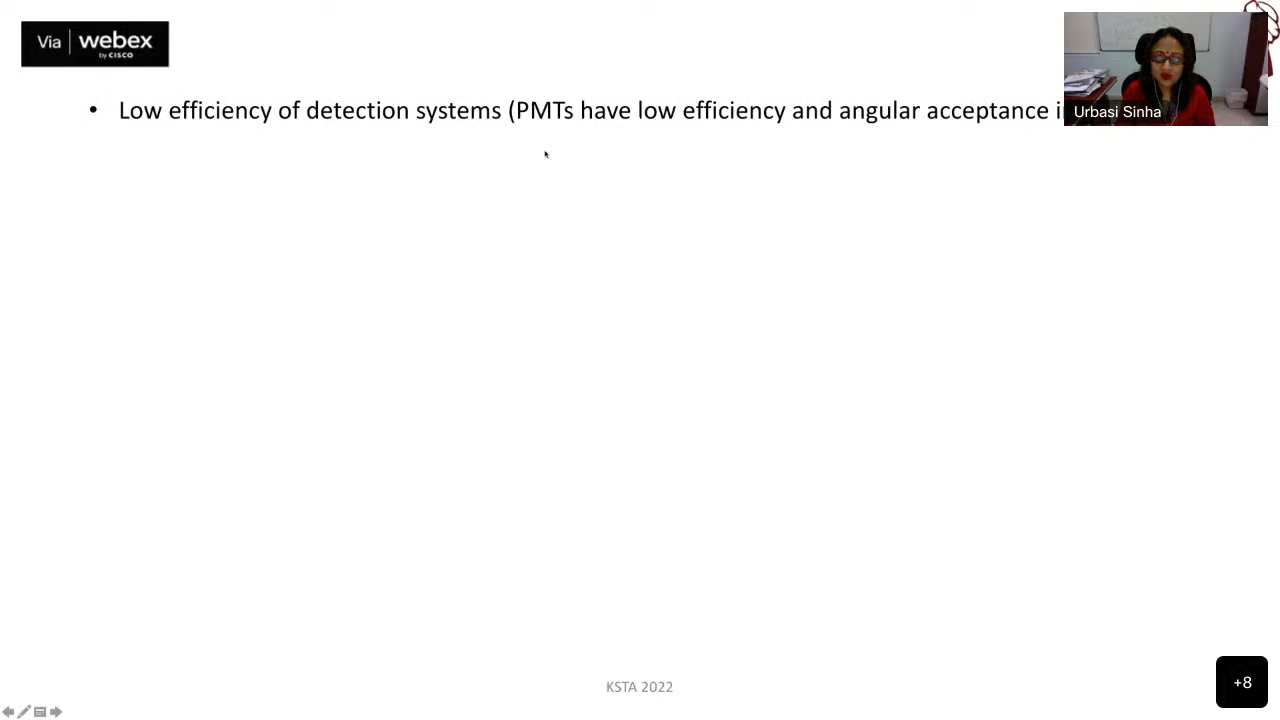 Via | webex
by CISCO
• Low efficiency of detection systems (PMTs have low efficiency and angular acceptance
Urbasi Sinha
KSTA 2022
+8